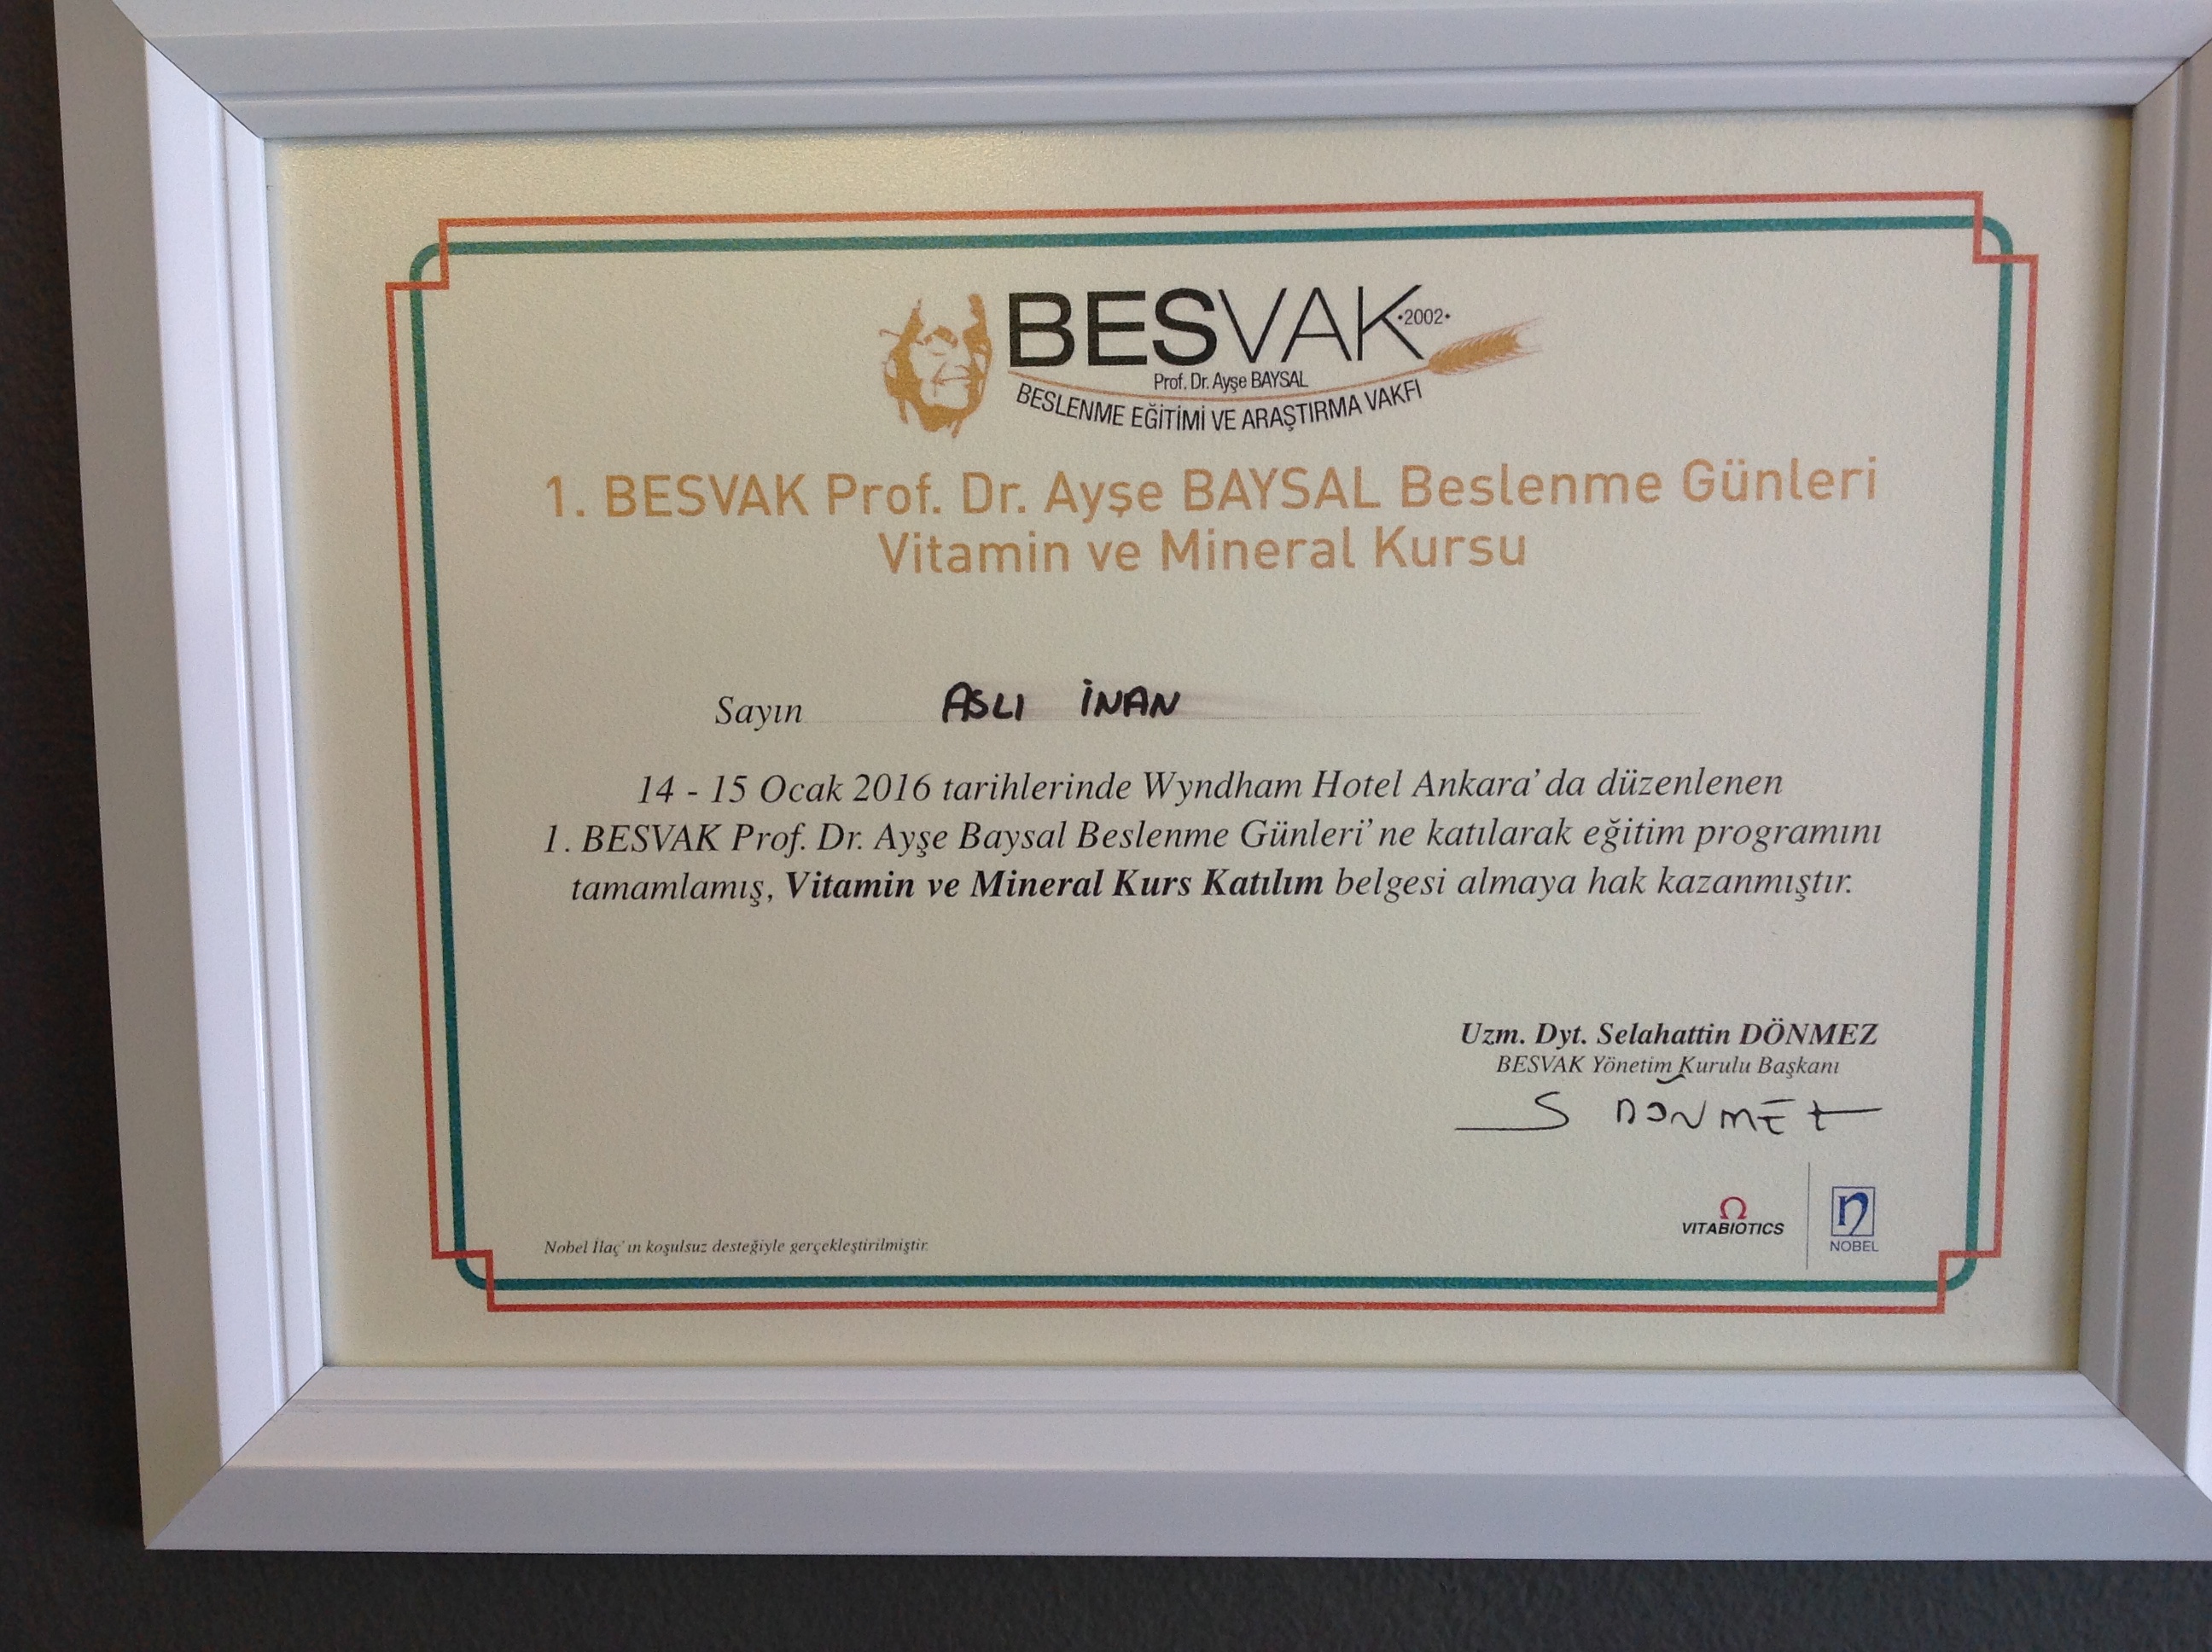 BESVAK
•2002•
Prof. Dr. Ayşe BAYSAL
BESLENME EĞİTİMİ VE ARAŞTIRMA VAKFI
1. BESVAK Prof. Dr. Ayşe BAYSAL Beslenme Günleri
Vitamin ve Mineral Kursu
Sayın ASLI İNAN
14 - 15 Ocak 2016 tarihlerinde Wyndham Hotel Ankara'da düzenlenen
1. BESVAK Prof. Dr. Ayşe Baysal Beslenme Günleri'ne katılarak eğitim programını
tamamlamış, Vitamin ve Mineral Kurs Katılım belgesi almaya hak kazanmıştır.
Uzm. Dyt. Selahattin DÖNMEZ
BESVAK Yönetim Kurulu Başkanı
S DÖNMEZ
VITABIOTICS
NOBEL
Nobel İlaç'ın koşulsuz desteğiyle gerçekleştirilmiştir.